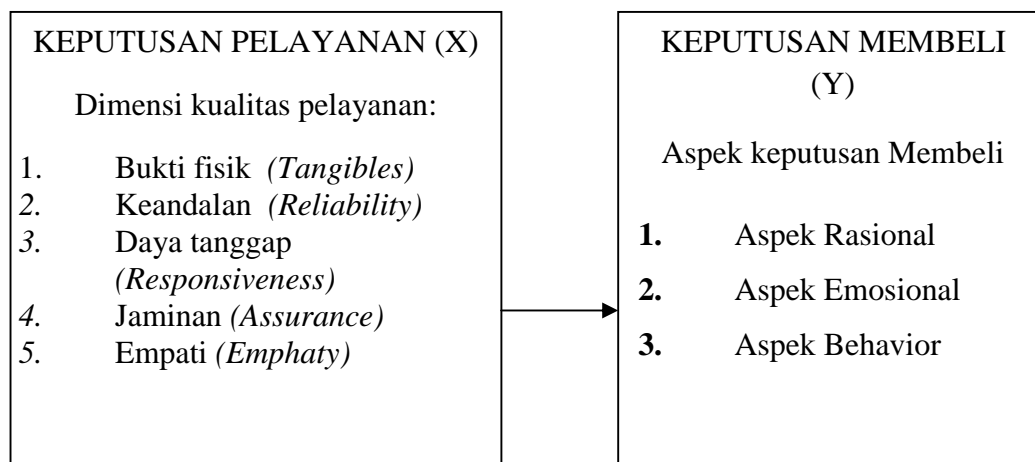 KEPUTUSAN PELAYANAN (X)
Dimensi kualitas pelayanan:
1. Bukti fisik (Tangibles)
2. Keandalan (Reliability)
3. Daya tanggap
(Responsiveness)
4. Jaminan (Assurance)
5. Empati (Emphaty)
KEPUTUSAN MEMBELI
(Y)
Aspek keputusan Membeli
1. Aspek Rasional
2. Aspek Emosional
3. Aspek Behavior